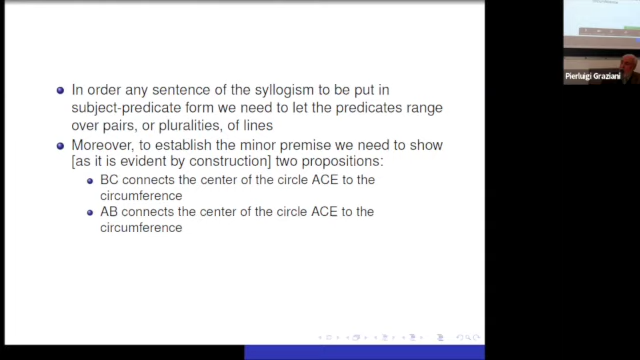 In order any sentence of the syllogism to be put in
subject-predicate form we need to let the predicates range
over pairs, or pluralities, of lines
Moreover, to establish the minor premise we need to show
[as it is evident by construction] two propositions:
BC connects the center of the circle ACE to the
circumference
AB connects the center of the circle ACE to the
circumference
Pierluigi Graziani